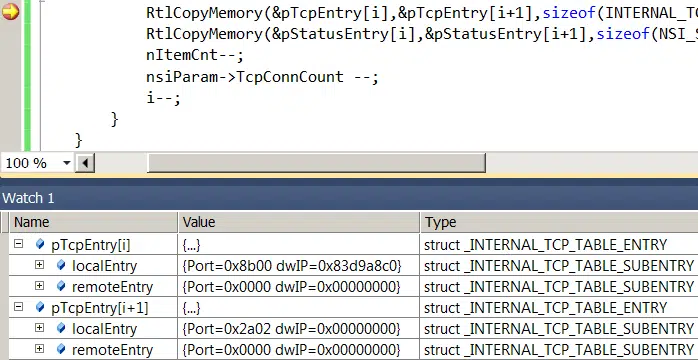 RtlCopyMemory(&pTcpEntry[i],&pTcpEntry[i+1],sizeof(INTERNAL_TC
RtlCopyMemory(&pStatusEntry[i],&pStatusEntry[i+1],sizeof(NSI_S
nItemCnt--;
nsiParam->TcpConnCount --;
i--;
}
}
100 %
Watch 1
Name Value Type
pTcpEntry[i] {...} struct _INTERNAL_TCP_TABLE_ENTRY
localEntry {Port=0x8b00 dwIP=0x83d9a8c0} struct _INTERNAL_TCP_TABLE_SUBENTRY
remoteEntry {Port=0x0000 dwIP=0x00000000} struct _INTERNAL_TCP_TABLE_SUBENTRY
pTcpEntry[i+1] {...} struct _INTERNAL_TCP_TABLE_ENTRY
localEntry {Port=0x2a02 dwIP=0x00000000} struct _INTERNAL_TCP_TABLE_SUBENTRY
remoteEntry {Port=0x0000 dwIP=0x00000000} struct _INTERNAL_TCP_TABLE_SUBENTRY